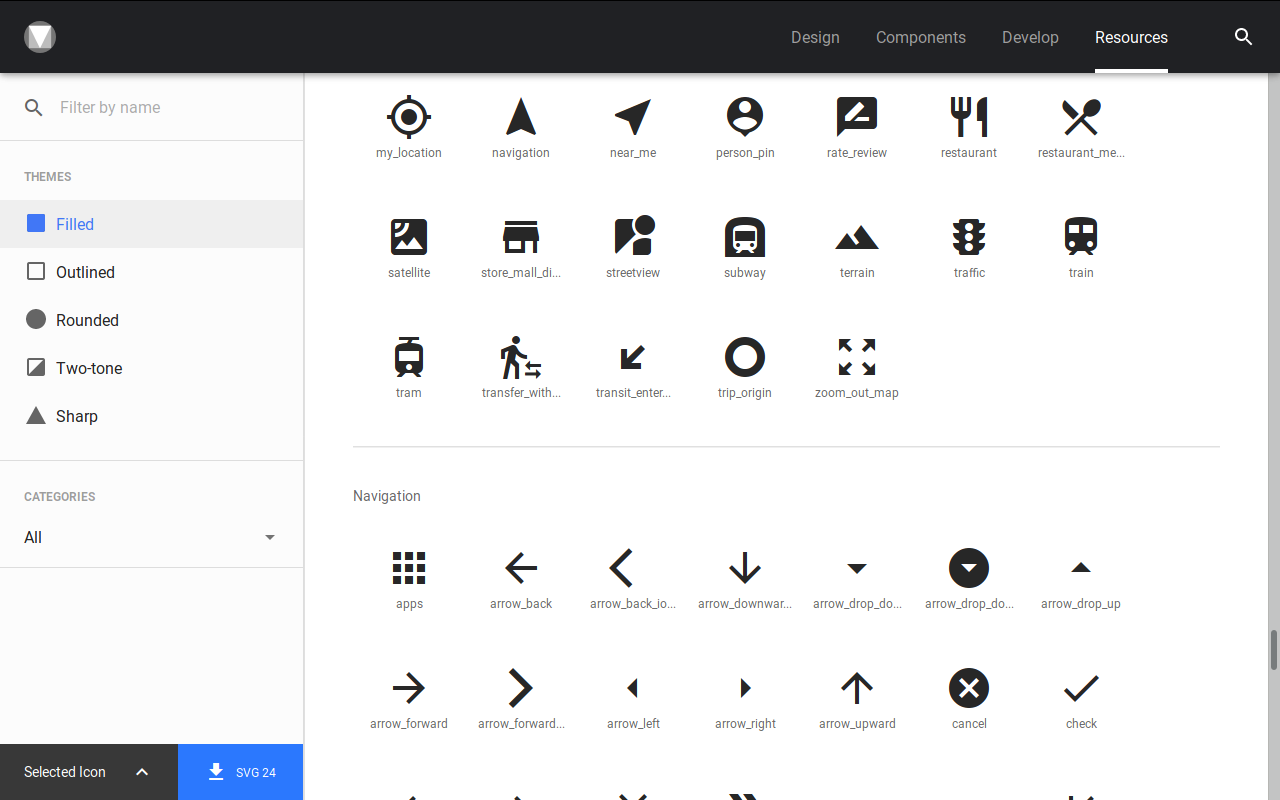 Design Components Develop Resources
Filter by name
THEMES
Filled
Outlined
Rounded
Two-tone
Sharp
CATEGORIES
All
Selected Icon
SVG 24
my_location navigation near_me person_pin rate_review restaurant restaurant_me...
satellite store_mall_di... streetview subway terrain traffic train
tram transfer_with... transit_enter... trip_origin zoom_out_map
Navigation
apps arrow_back arrow_back_io... arrow_downwar... arrow_drop_do... arrow_drop_do... arrow_drop_up
arrow_forward arrow_forward... arrow_left arrow_right arrow_upward cancel check